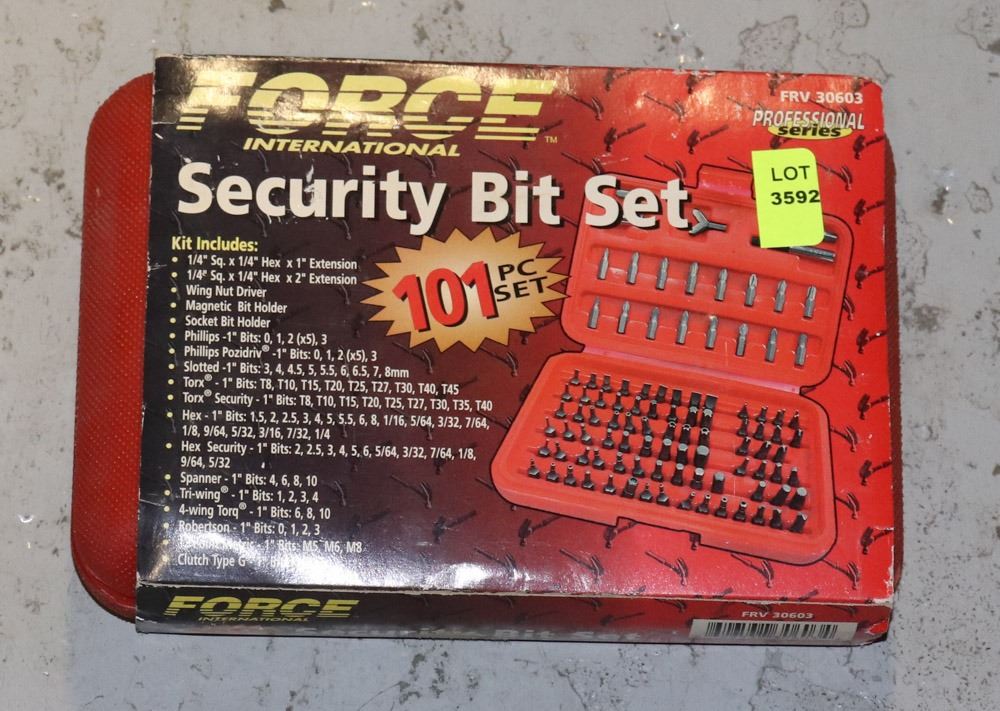 FORCE™
INTERNATIONAL
FRV 30603
PROFESSIONAL
series
LOT
3592
Security Bit Set
101 PC
SET
Kit Includes:
• 1/4" Sq. x 1/4" Hex x 1" Extension
• 1/4" Sq. x 1/4" Hex x 2" Extension
• Wing Nut Driver
• Magnetic Bit Holder
• Socket Bit Holder
• Phillips -1" Bits: 0, 1, 2 (x5), 3
• Phillips Pozidriv® -1" Bits: 0, 1, 2 (x5), 3
• Slotted -1" Bits: 3, 4, 4.5, 5, 5.5, 6, 6.5, 7, 8mm
• Torx® - 1" Bits: T8, T10, T15, T20, T25, T27, T30, T40, T45
• Torx® Security - 1" Bits: T8, T10, T15, T20, T25, T27, T30, T35, T40
• Hex - 1" Bits: 1.5, 2, 2.5, 3, 4, 5, 5.5, 6, 8, 1/16, 5/64, 3/32, 7/64,
1/8, 9/64, 5/32, 3/16, 7/32, 1/4
• Hex Security - 1" Bits: 2, 2.5, 3, 4, 5, 6, 5/64, 3/32, 7/64, 1/8,
9/64, 5/32
• Spanner - 1" Bits: 4, 6, 8, 10
• Tri-wing® - 1" Bits: 1, 2, 3, 4
• 4-wing Torq® - 1" Bits: 6, 8, 10
• Robertson - 1" Bits: 0, 1, 2, 3
- 1" Bits: M5, M6, M8
Clutch Type G - 1"
FORCE
INTERNATIONAL
Bit Set
FRV 30603